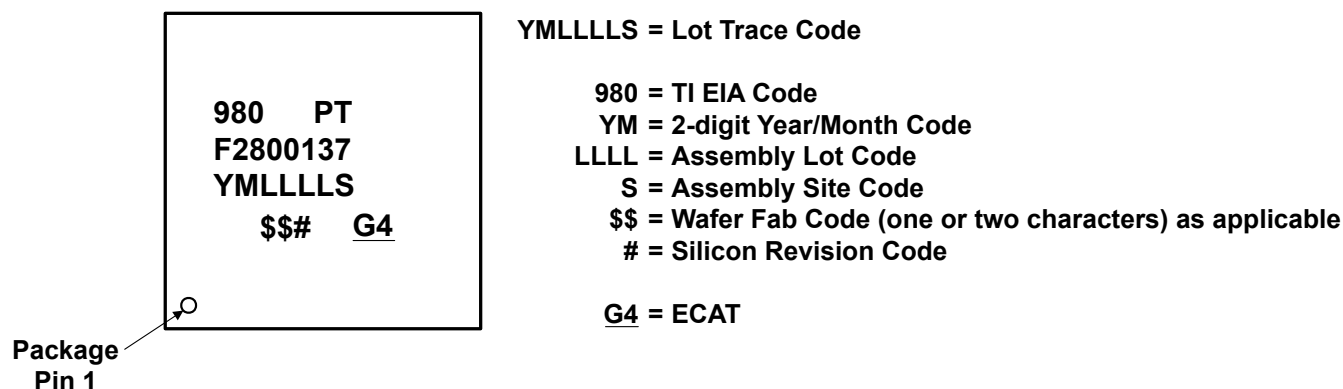 980 PT
F2800137
YMLLLLS
$$# G4
Package
Pin 1
YMLLLLS = Lot Trace Code
980 = TI EIA Code
YM = 2-digit Year/Month Code
LLLL = Assembly Lot Code
S = Assembly Site Code
$$ = Wafer Fab Code (one or two characters) as applicable
# = Silicon Revision Code
G4 = ECAT